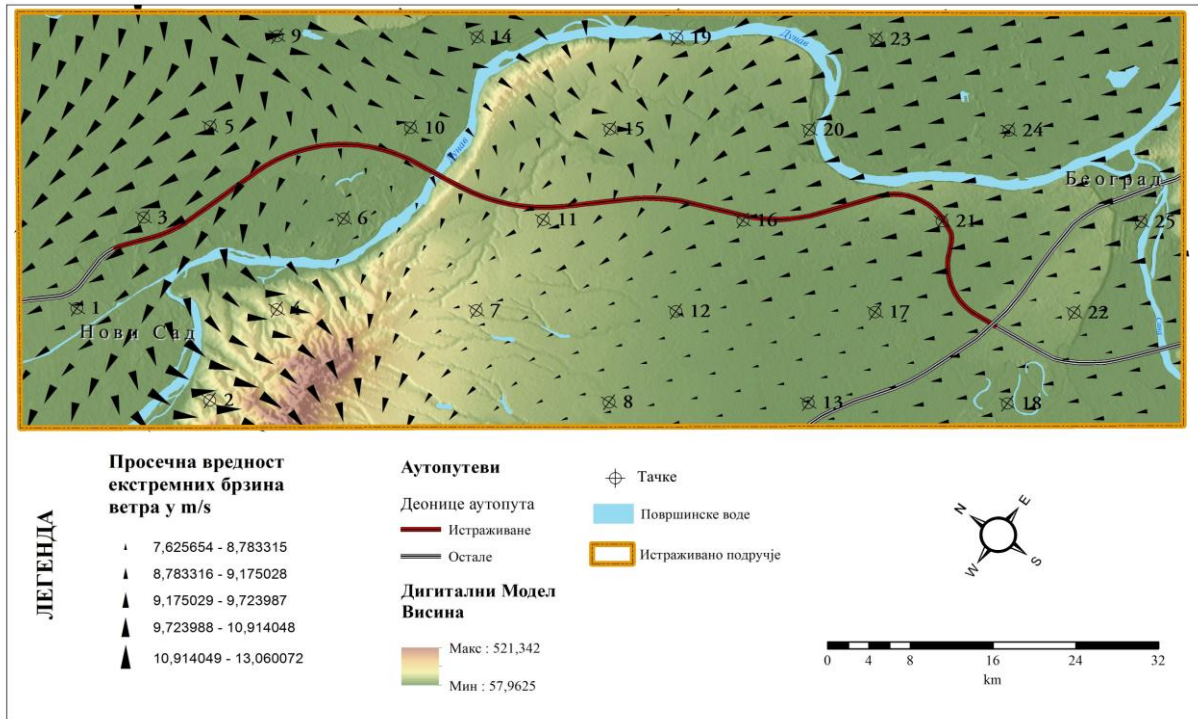 9
14
19
Дунав
23
5
10
Дунав
15
20
24
Београд
3
6
11
16
21
25
1
4
7
12
17
22
Нови Сад
2
8
13
18
ЛЕГЕНДА
Просечна вредност
екстремних брзина
ветра у m/s
7,625654 - 8,783315
8,783316 - 9,175028
9,175029 - 9,723987
9,723988 - 10,914048
10,914049 - 13,060072
Аутопутеви
Деонице аутопута
Истраживане
Остале
Дигитални Модел
Висина
Макс : 521,342
Мин : 57,9625
Тачке
Површинске воде
Истраживано подручје
N
E
W
S
0 2 4 8 16 24 32
km